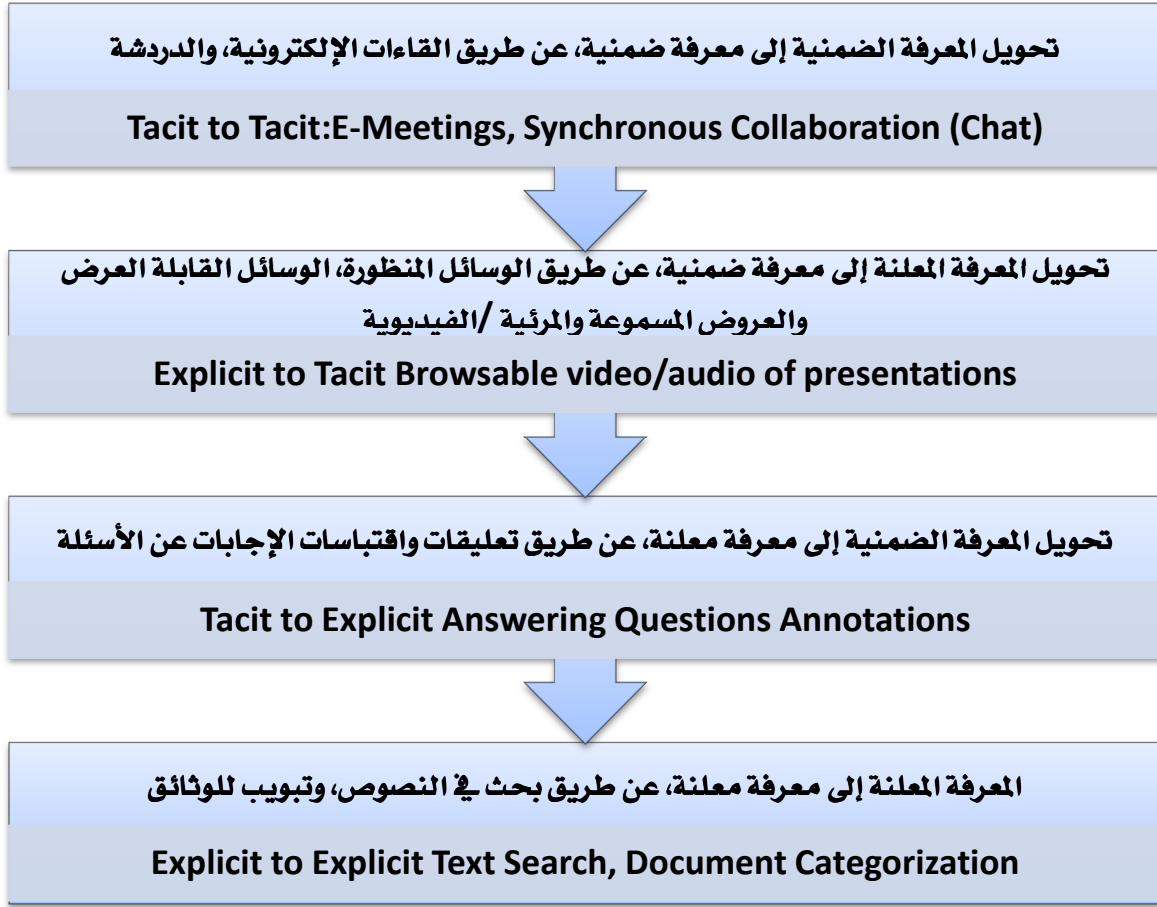 تحويل المعرفة الضمنية إلى معرفة ضمنية، عن طريق القاءات الإلكترونية، والدردشة
Tacit to Tacit:E-Meetings, Synchronous Collaboration (Chat)
تحويل المعرفة المعلنة إلى معرفة ضمنية، عن طريق الوسائل المنظورة، الوسائل القابلة العرض
والعروض المسموعة والمرئية /الفيديوية
Explicit to Tacit Browsable video/audio of presentations
تحويل المعرفة الضمنية إلى معرفة معلنة، عن طريق تعليقات واقتباسات الإجابات عن الأسئلة
Tacit to Explicit Answering Questions Annotations
المعرفة المعلنة إلى معرفة معلنة، عن طريق بحث في النصوص، وتبويب للوثائق
Explicit to Explicit Text Search, Document Categorization